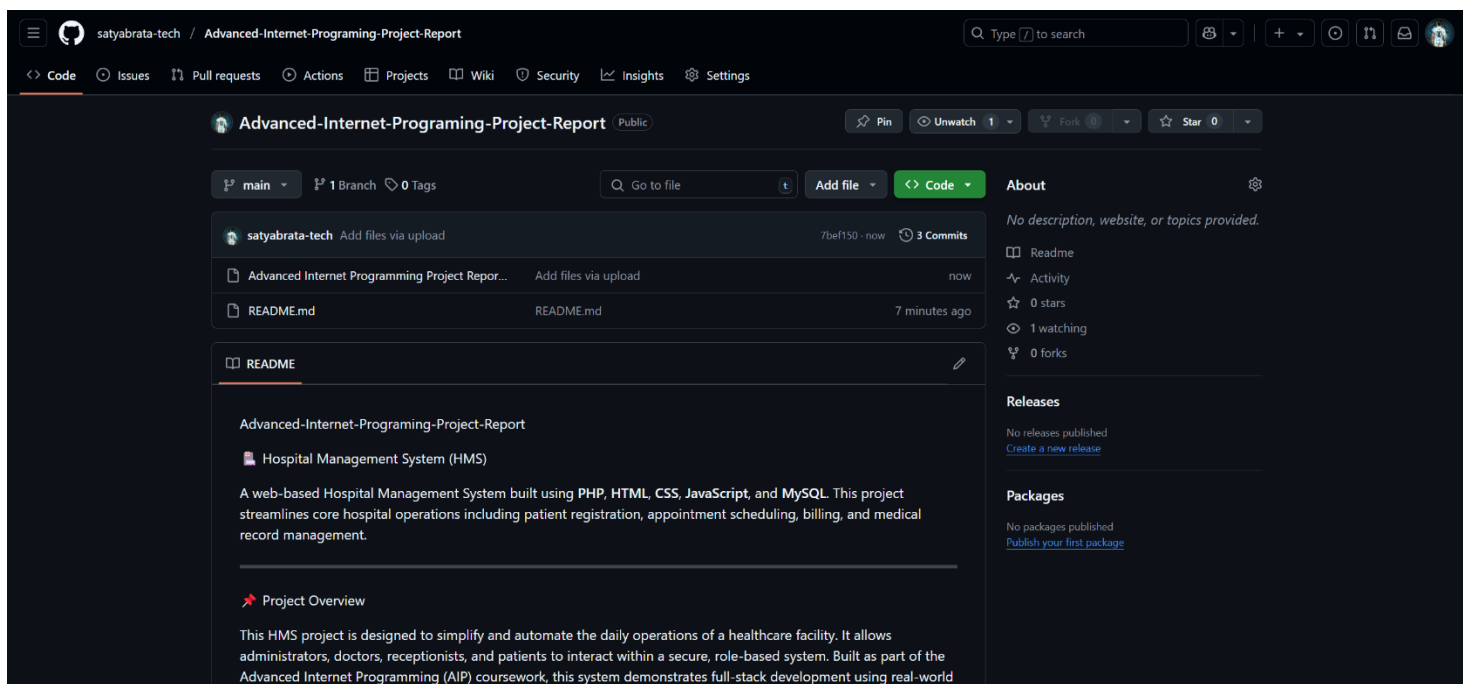 satyabrata-tech / Advanced-Internet-Programing-Project-Report
Type / to search
Code Issues Pull requests Actions Projects Wiki Security Insights Settings
Advanced-Internet-Programing-Project-Report Public
Pin Unwatch 1 Fork 0 Star 0
main 1 Branch 0 Tags
Go to file t Add file Code
satyabrata-tech Add files via upload 7bef150 · now 3 Commits
Advanced Internet Programming Project Repor... Add files via upload now
README.md README.md 7 minutes ago
README
Advanced-Internet-Programing-Project-Report
Hospital Management System (HMS)
A web-based Hospital Management System built using PHP, HTML, CSS, JavaScript, and MySQL. This project
streamlines core hospital operations including patient registration, appointment scheduling, billing, and medical
record management.
Project Overview
This HMS project is designed to simplify and automate the daily operations of a healthcare facility. It allows
administrators, doctors, receptionists, and patients to interact within a secure, role-based system. Built as part of the
Advanced Internet Programming (AIP) coursework, this system demonstrates full-stack development using real-world
About
No description, website, or topics provided.
Readme
Activity
0 stars
1 watching
0 forks
Releases
No releases published
Create a new release
Packages
No packages published
Publish your first package